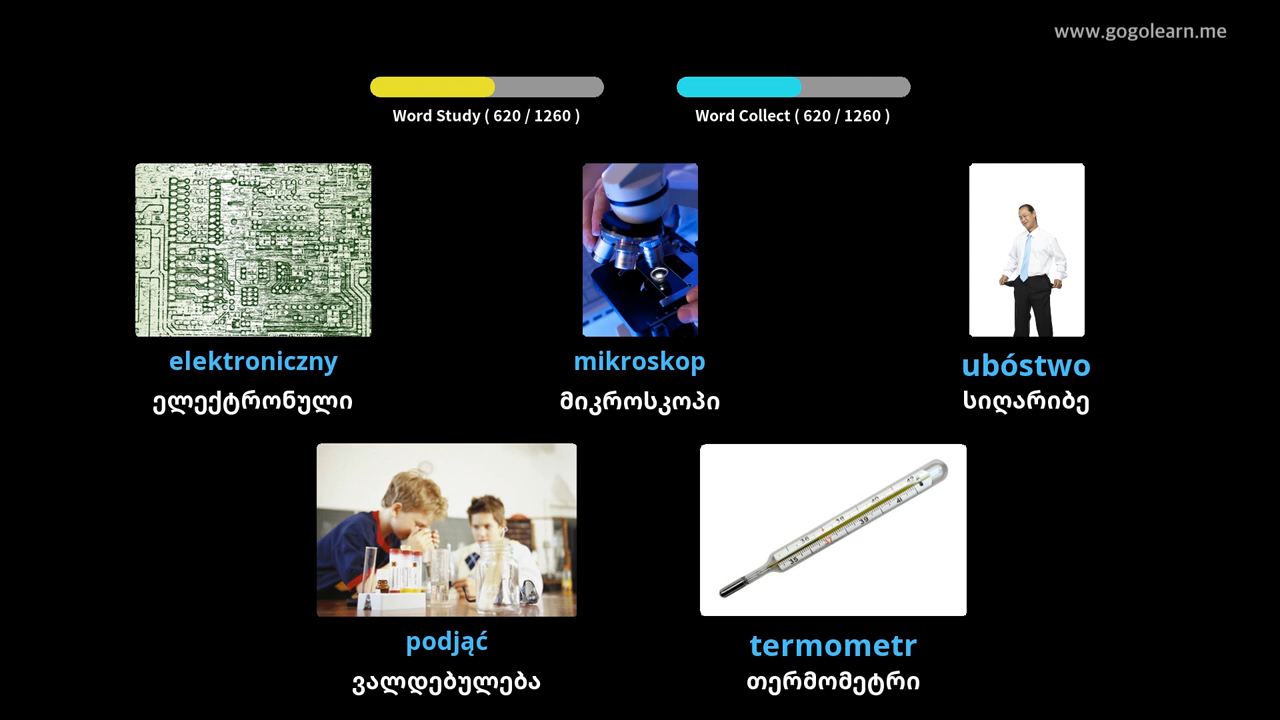 www.gogolearn.me
Word Study ( 620 / 1260 )
Word Collect ( 620 / 1260 )
elektroniczny
mikroskop
ubóstwo
ელექტრონული
მიკროსკოპი
სიღარიბე
podjąć
termometr
ვალდებულება
თერმომეტრი